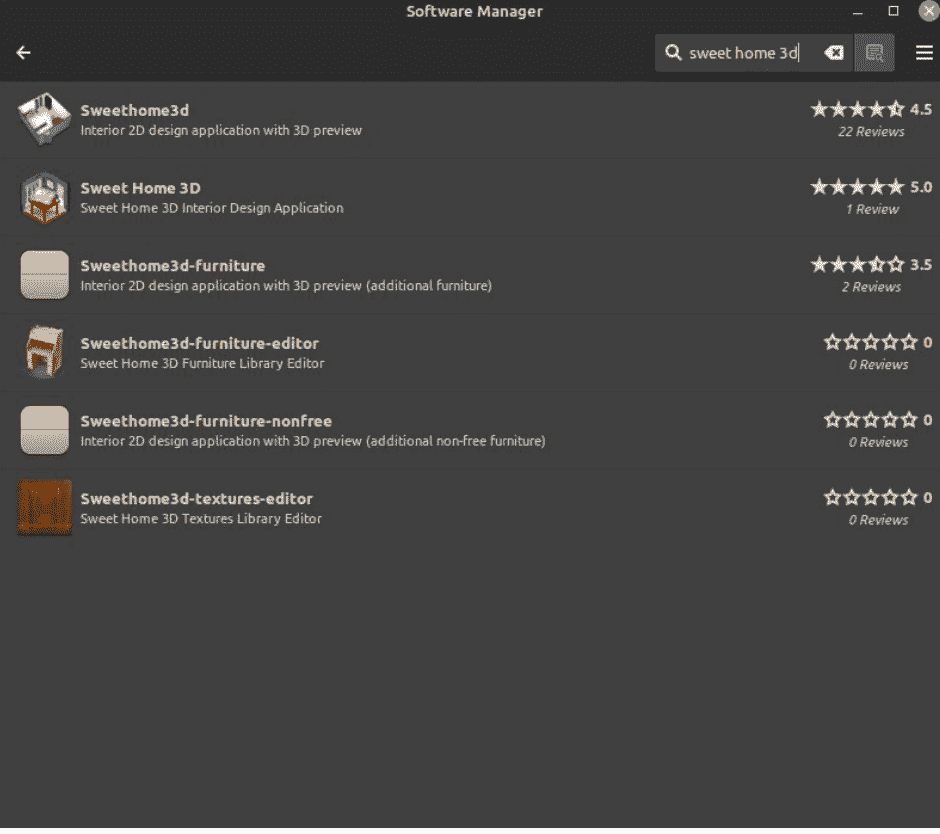 Software Manager
sweet home 3d
Sweethome3d
Interior 2D design application with 3D preview
4.5
22 Reviews
Sweet Home 3D
Sweet Home 3D Interior Design Application
5.0
1 Review
Sweethome3d-furniture
Interior 2D design application with 3D preview (additional furniture)
3.5
2 Reviews
Sweethome3d-furniture-editor
Sweet Home 3D Furniture Library Editor
0
0 Reviews
Sweethome3d-furniture-nonfree
Interior 2D design application with 3D preview (additional non-free furniture)
0
0 Reviews
Sweethome3d-textures-editor
Sweet Home 3D Textures Library Editor
0
0 Reviews